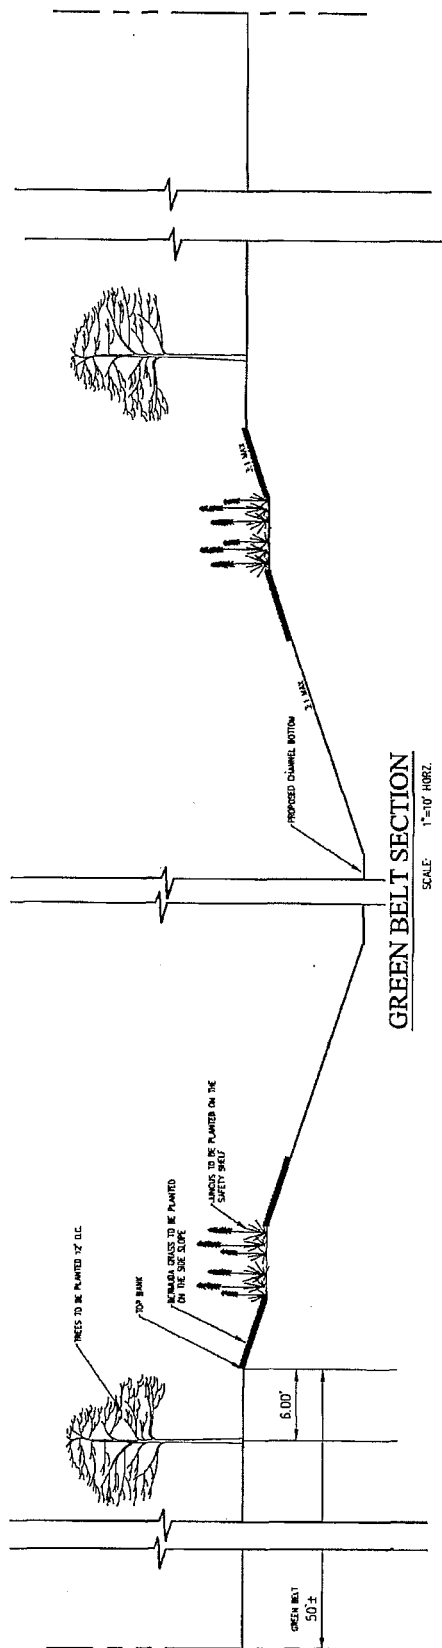 TREES TO BE PLANTED 12' O.C.
TOP BANK
BERMUDA GRASS TO BE PLANTED
ON THE SIDE SLOPE
JUNCUS TO BE PLANTED ON THE
SAFETY SHELF
PROPOSED CHANNEL BOTTOM
3:1 MAX
3:1 MAX
6.00'
GREEN BELT
50'±
GREEN BELT SECTION
SCALE: 1"=10' HORZ.